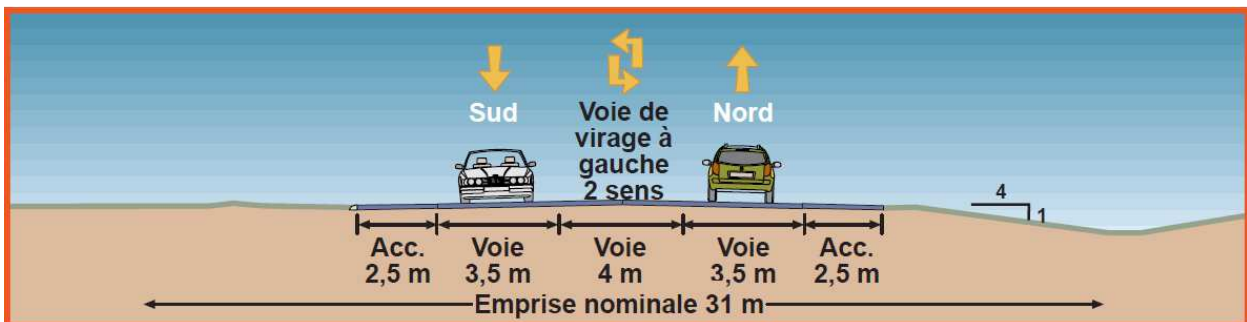 Sud
Voie de
virage à
gauche
2 sens
Nord
4
1
Acc.
2,5 m
Voie
3,5 m
Voie
4 m
Voie
3,5 m
Acc.
2,5 m
Emprise nominale 31 m